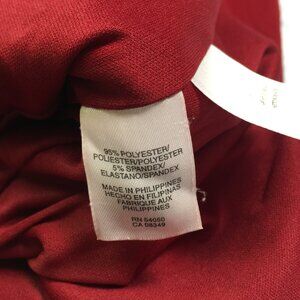 95% POLYESTER/
POLIESTER/POLYESTER
5% SPANDEX/
ELASTANO/SPANDEX
MADE IN PHILIPPINES
HECHO EN FILIPINAS
FABRIQUE AUX
PHILIPPINES
RN 54050
CA 08349